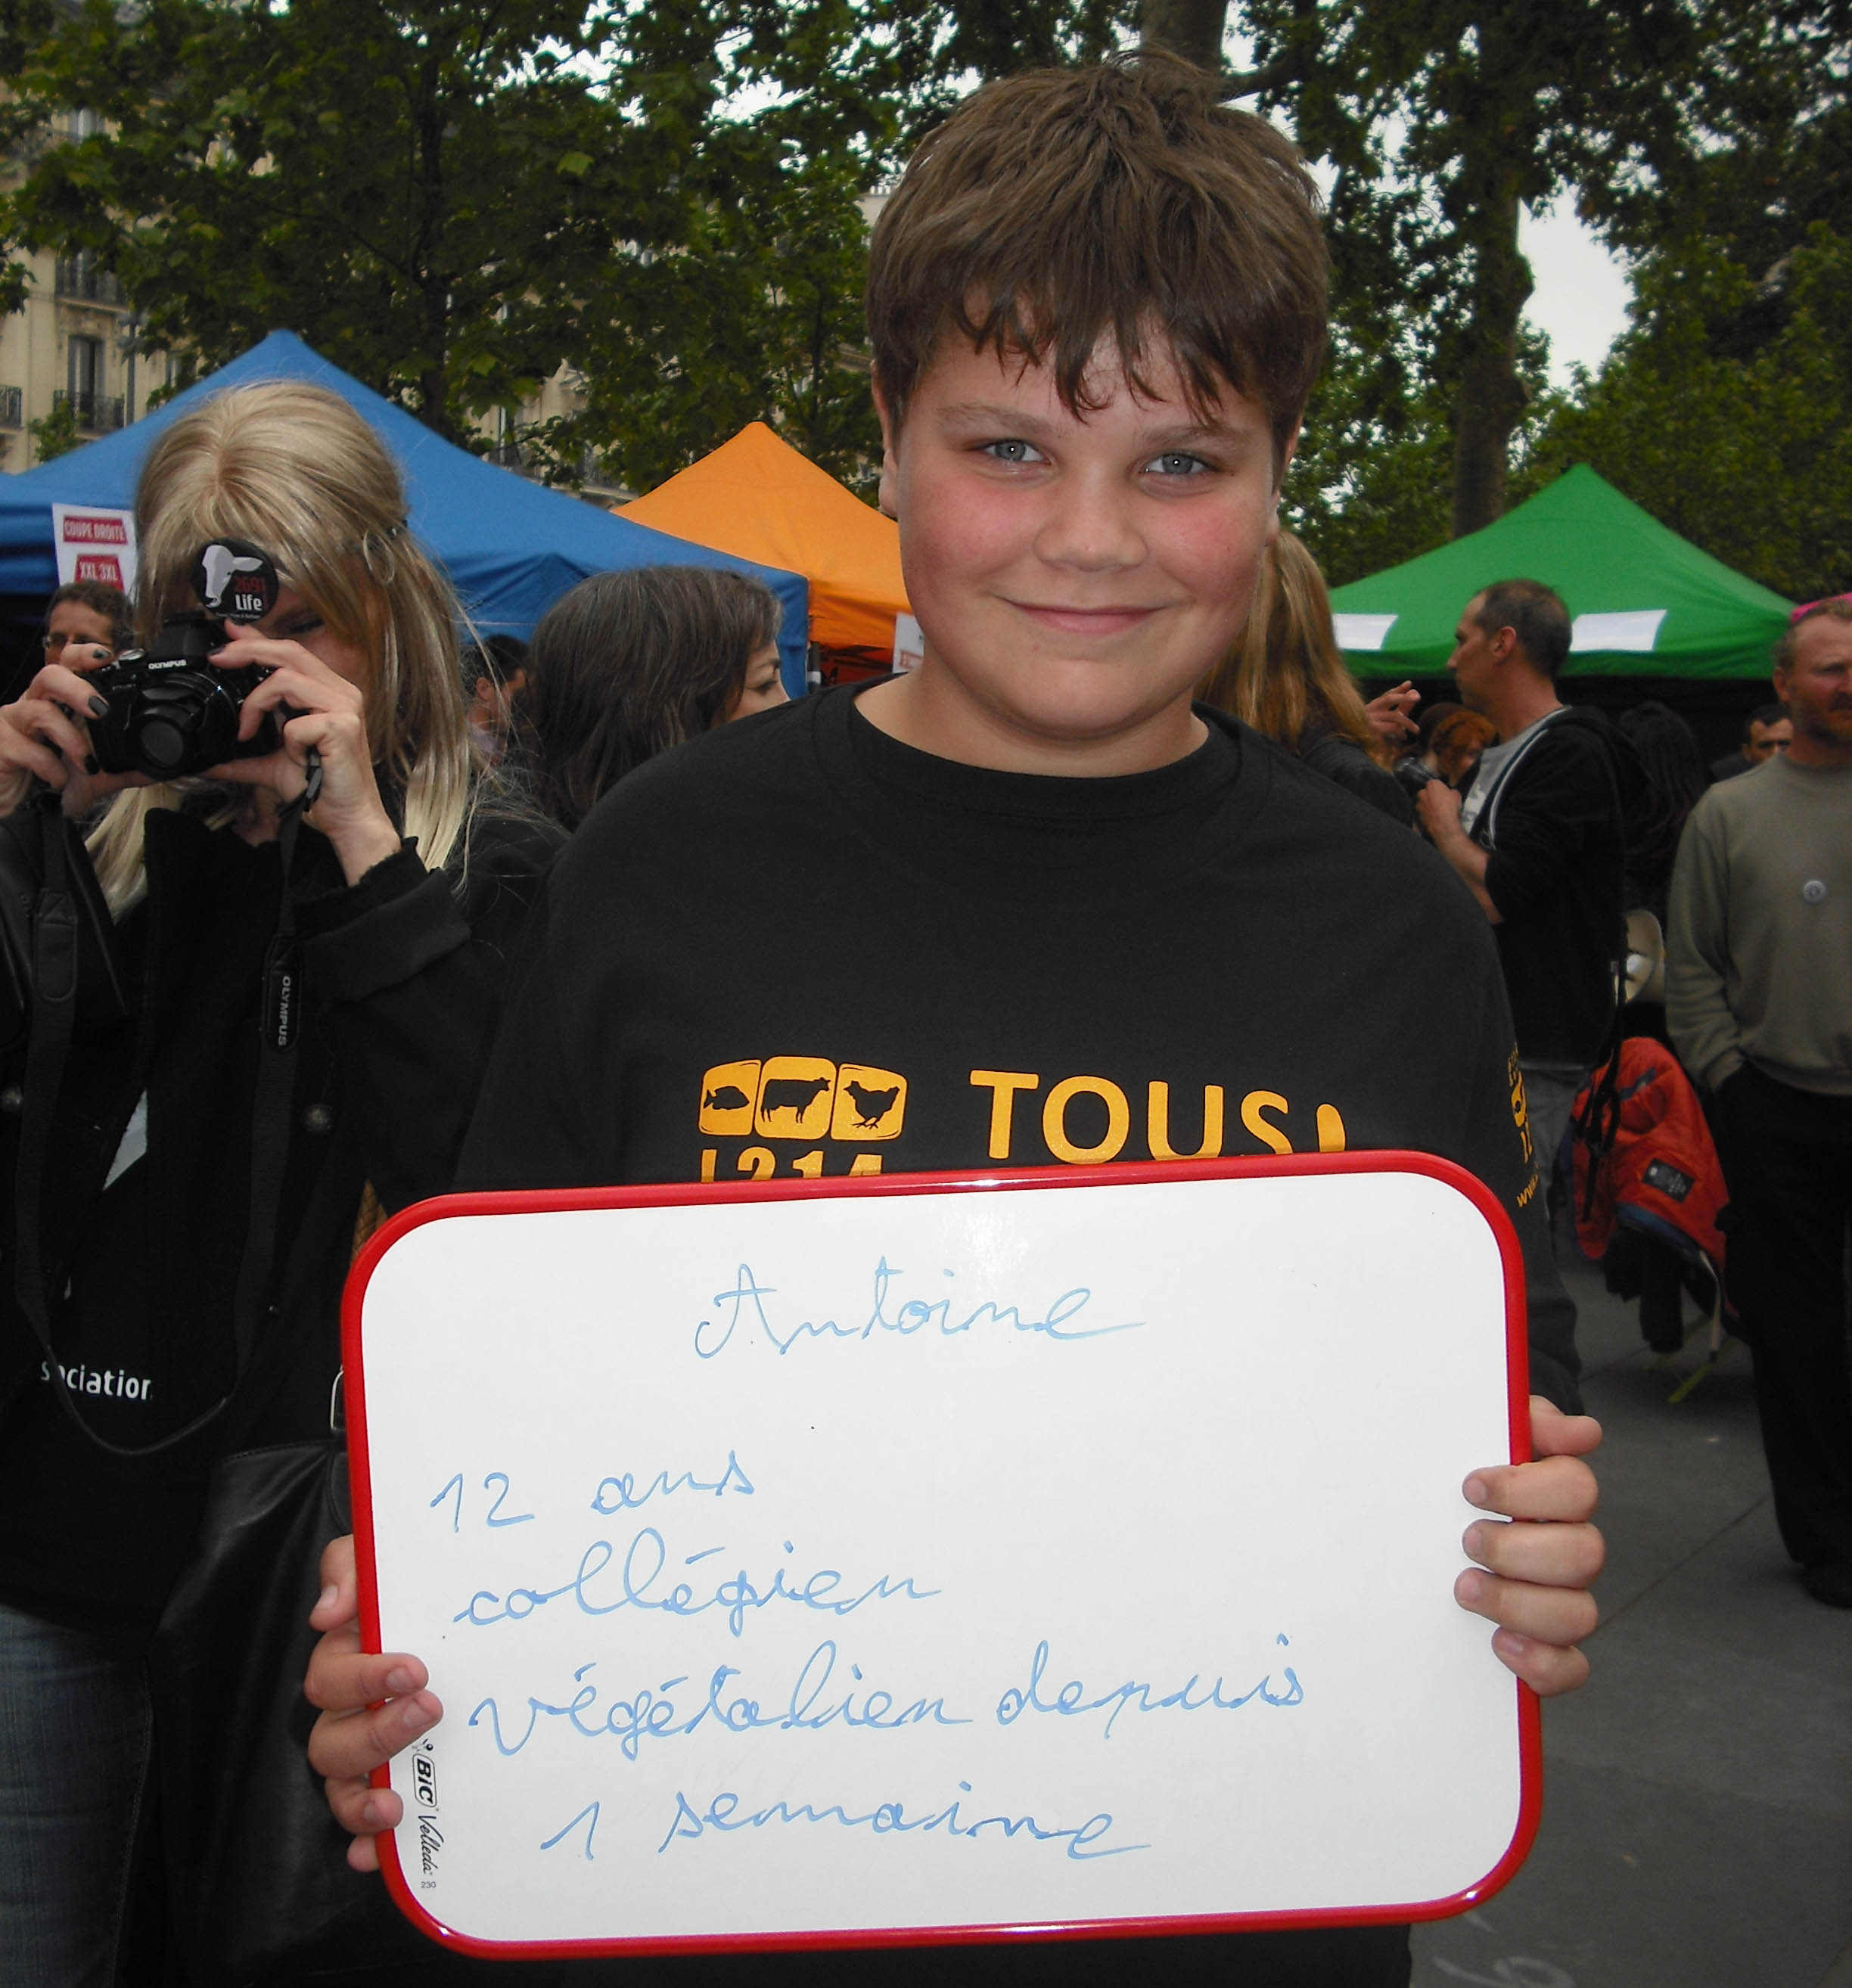 COUPE DROITE
XXL 3XL
269
Life
OLYMPUS
OLYMPUS
TOUS
L214
sociation
Antoine
12 ans
collégien
végétalien depuis
1 semaine
BIC Velleda
230